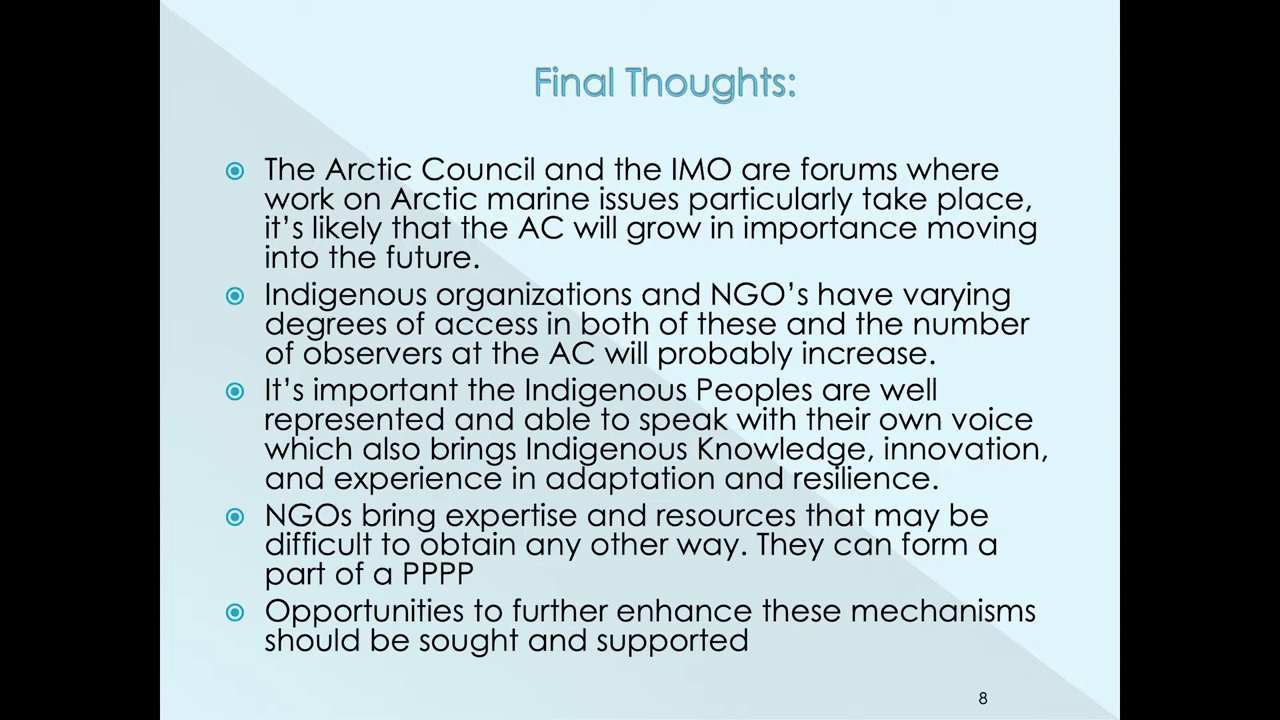 Final Thoughts:
The Arctic Council and the IMO are forums where
work on Arctic marine issues particularly take place,
it’s likely that the AC will grow in importance moving
into the future.
Indigenous organizations and NGO’s have varying
degrees of access in both of these and the number
of observers at the AC will probably increase.
It’s important the Indigenous Peoples are well
represented and able to speak with their own voice
which also brings Indigenous Knowledge, innovation,
and experience in adaptation and resilience.
NGOs bring expertise and resources that may be
difficult to obtain any other way. They can form a
part of a PPPP
Opportunities to further enhance these mechanisms
should be sought and supported
8